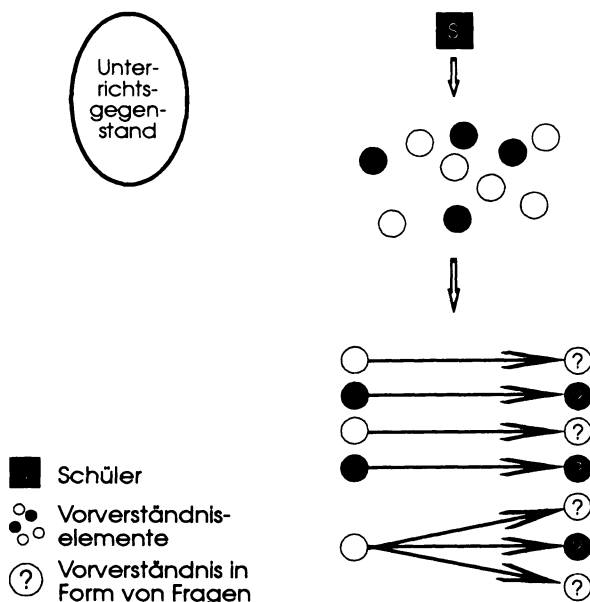 Unter-
richts-
gegen-
stand
S
?
?
?
?
?
?
?
Schüler
Vorverständnis-
elemente
? Vorverständnis in
Form von Fragen